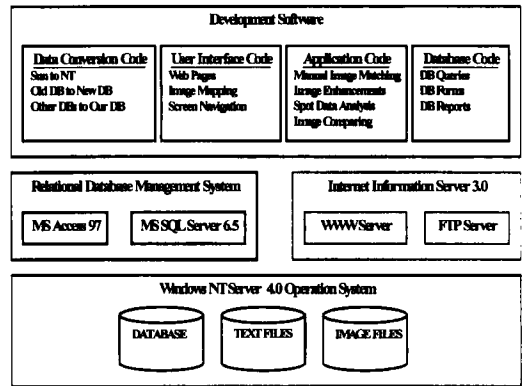 Development Software
Data Conversion Code
Sun to NT
Old DB to New DB
Other DBs to Our DB
User Interface Code
Web Pages
Image Mapping
Screen Navigation
Application Code
Manual Image Matching
Image Enhancements
Spot Data Analysis
Image Comparing
Database Code
DB Queries
DB Forms
DB Reports
Relational Database Management System
MS Access 97
MS SQL Server 6.5
Internet Information Server 3.0
WWW Server
FTP Server
Windows NT Server 4.0 Operation System
DATABASE
TEXT FILES
IMAGE FILES